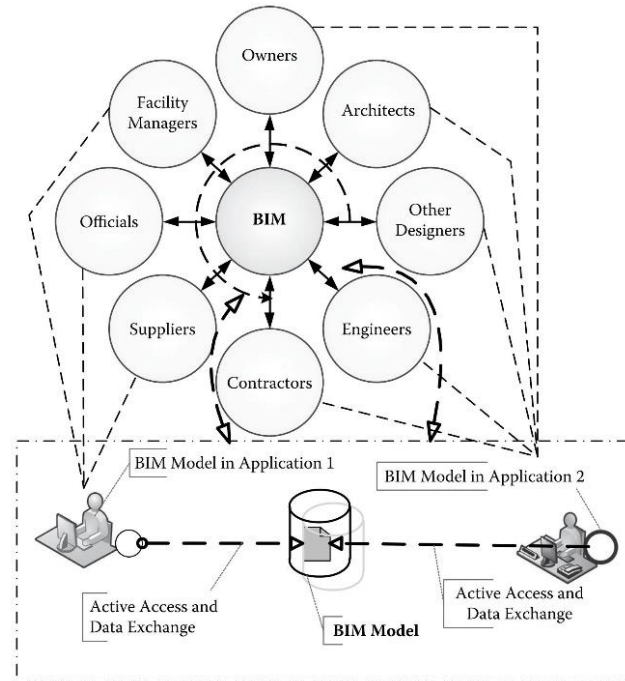 Owners
Facility
Managers
Architects
Officials
BIM
Other
Designers
Suppliers
Engineers
Contractors
BIM Model in Application 1
BIM Model in Application 2
Active Access and
Data Exchange
BIM Model
Active Access and
Data Exchange